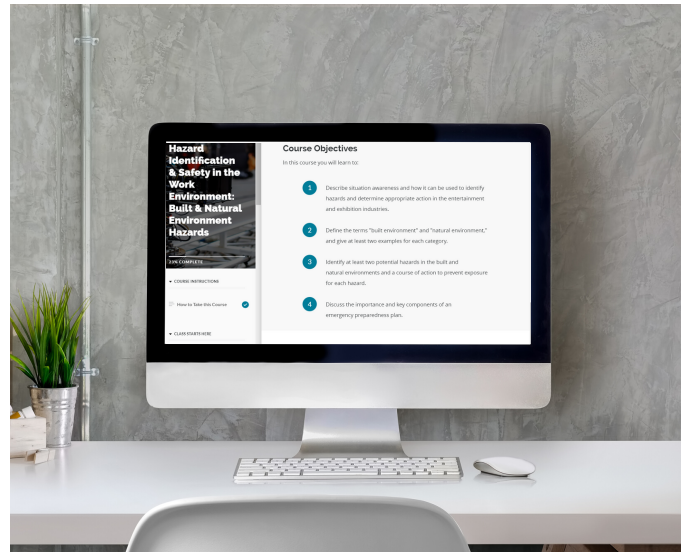 Hazard
Identification
& Safety in the
Work
Environment:
Built & Natural
Environment
Hazards
23% COMPLETE
COURSE INSTRUCTIONS
How to Take this Course
CLASS STARTS HERE
Course Objectives
In this course you will learn to:
1 Describe situation awareness and how it can be used to identify
hazards and determine appropriate action in the entertainment
and exhibition industries.
2 Define the terms "built environment" and "natural environment,"
and give at least two examples for each category.
3 Identify at least two potential hazards in the built and
natural environments and a course of action to prevent exposure
for each hazard.
4 Discuss the importance and key components of an
emergency preparedness plan.